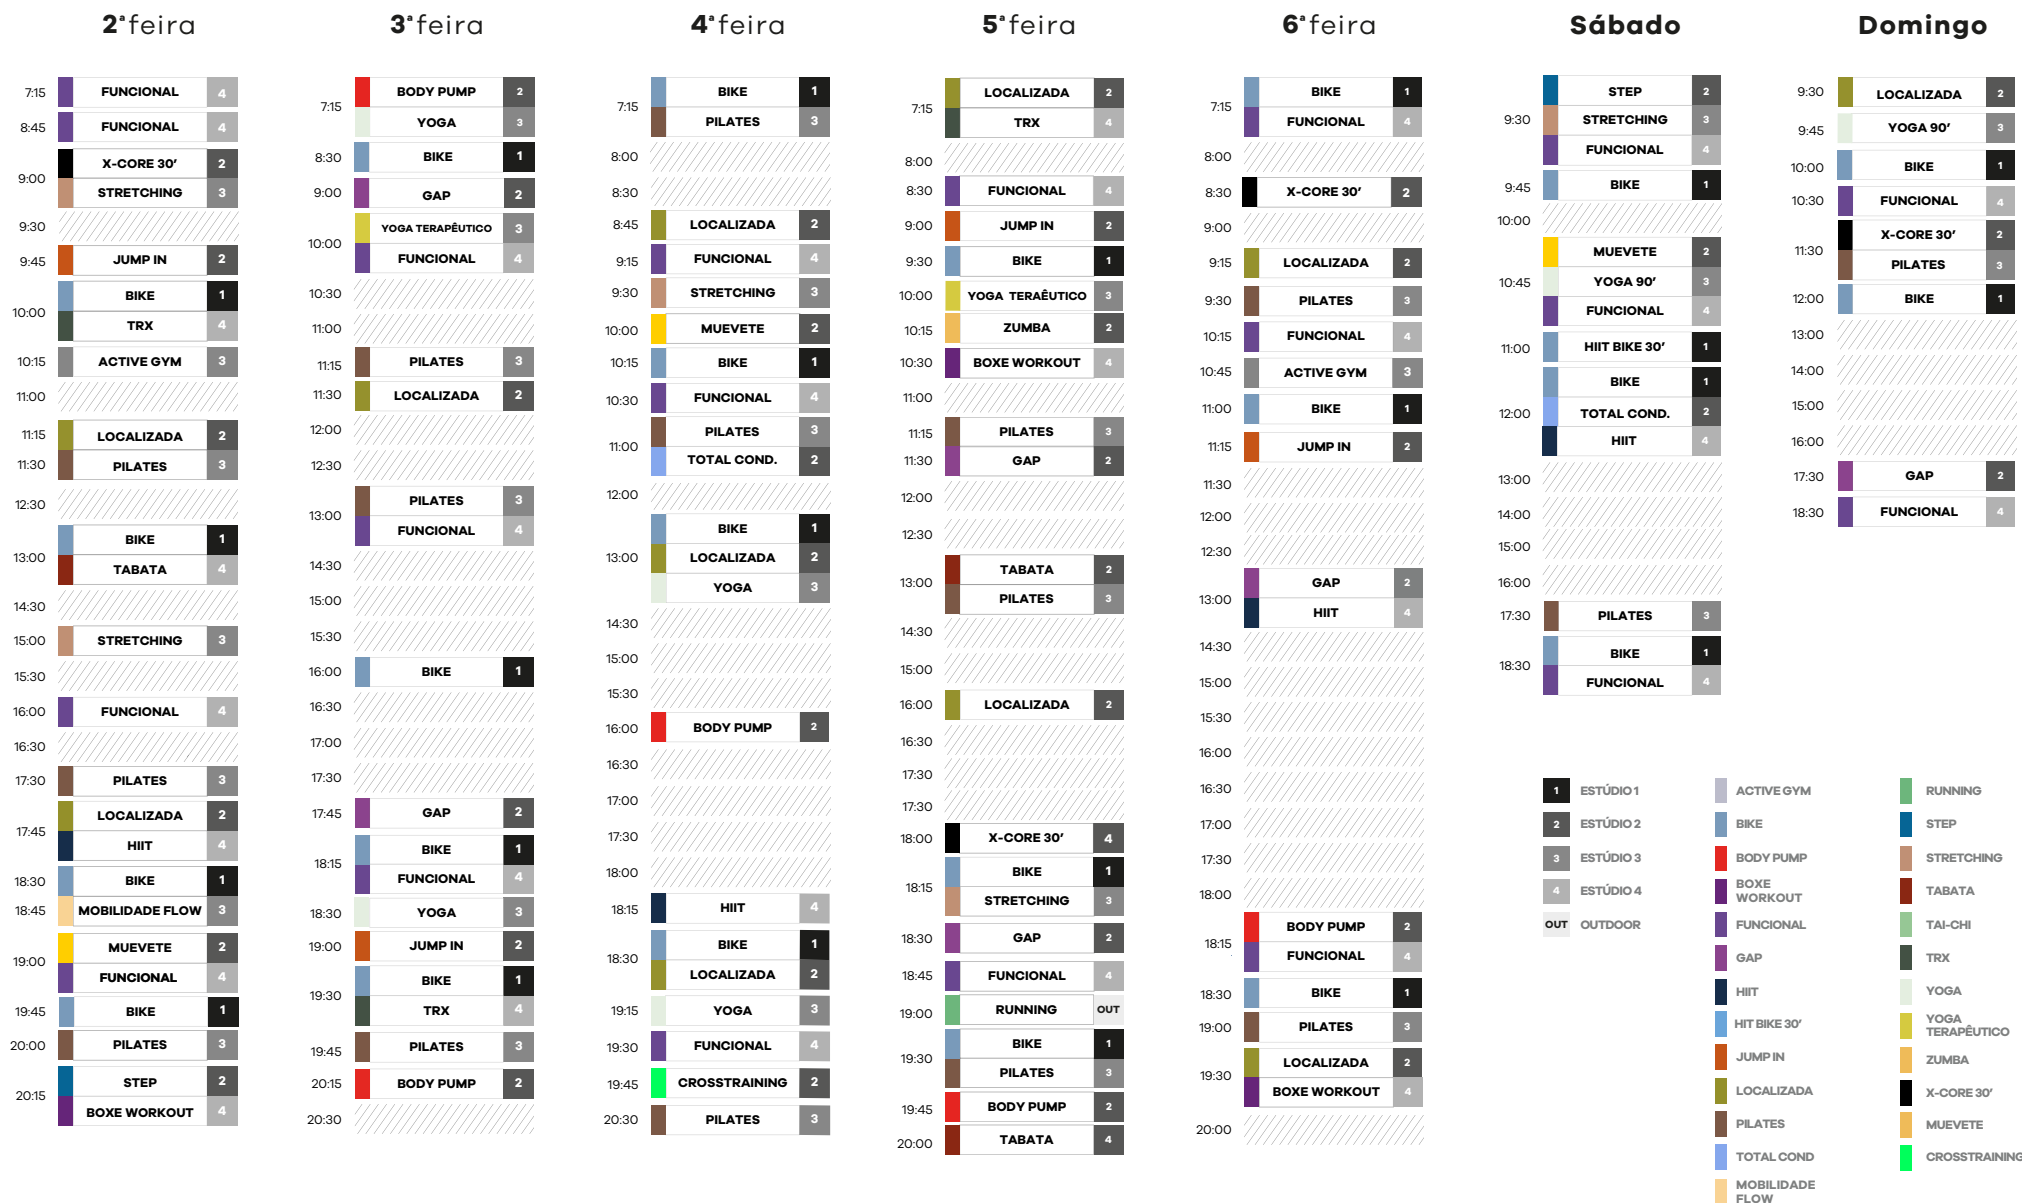 2ªfeira
7:15 FUNCIONAL 4
8:45 FUNCIONAL 4
9:00 X-CORE 30’ 2
STRETCHING 3
9:30
9:45 JUMP IN 2
10:00 BIKE 1
TRX 4
10:15 ACTIVE GYM 3
11:00
11:15 LOCALIZADA 2
11:30 PILATES 3
12:30
13:00 BIKE 1
TABATA 4
14:30
15:00 STRETCHING 3
15:30
16:00 FUNCIONAL 4
16:30
17:30 PILATES 3
17:45 LOCALIZADA 2
HIIT 4
18:30 BIKE 1
18:45 MOBILIDADE FLOW 3
19:00 MUEVETE 2
FUNCIONAL 4
19:45 BIKE 1
20:00 PILATES 3
20:15 STEP 2
BOXE WORKOUT 4
3ªfeira
7:15 BODY PUMP 2
YOGA 3
8:30 BIKE 1
9:00 GAP 2
10:00 YOGA TERAPÊUTICO 3
FUNCIONAL 4
10:30
11:00
11:15 PILATES 3
11:30 LOCALIZADA 2
12:00
12:30
13:00 PILATES 3
FUNCIONAL 4
14:30
15:00
15:30
16:00 BIKE 1
16:30
17:00
17:30
17:45 GAP 2
18:15 BIKE 1
FUNCIONAL 4
18:30 YOGA 3
19:00 JUMP IN 2
19:30 BIKE 1
TRX 4
19:45 PILATES 3
20:15 BODY PUMP 2
20:30
4ªfeira
7:15 BIKE 1
PILATES 3
8:00
8:30
8:45 LOCALIZADA 2
9:15 FUNCIONAL 4
9:30 STRETCHING 3
10:00 MUEVETE 2
10:15 BIKE 1
10:30 FUNCIONAL 4
11:00 PILATES 3
TOTAL COND. 2
12:00
13:00 BIKE 1
LOCALIZADA 2
YOGA 3
14:30
15:00
15:30
16:00 BODY PUMP 2
16:30
17:00
17:30
18:00
18:15 HIIT 4
18:30 BIKE 1
LOCALIZADA 2
19:15 YOGA 3
19:30 FUNCIONAL 4
19:45 CROSSTRAINING 2
20:30 PILATES 3
5ªfeira
7:15 LOCALIZADA 2
TRX 4
8:00
8:30 FUNCIONAL 4
9:00 JUMP IN 2
9:30 BIKE 1
10:00 YOGA TERAÊUTICO 3
10:15 ZUMBA 2
10:30 BOXE WORKOUT 4
11:00
11:15 PILATES 3
11:30 GAP 2
12:00
12:30
13:00 TABATA 2
PILATES 3
14:30
15:00
16:00 LOCALIZADA 2
16:30
17:30
17:30
18:00 X-CORE 30’ 4
18:15 BIKE 1
STRETCHING 3
18:30 GAP 2
18:45 FUNCIONAL 4
19:00 RUNNING OUT
19:30 BIKE 1
PILATES 3
19:45 BODY PUMP 2
20:00 TABATA 4
6ªfeira
7:15 BIKE 1
FUNCIONAL 4
8:00
8:30 X-CORE 30’ 2
9:00
9:15 LOCALIZADA 2
9:30 PILATES 3
10:15 FUNCIONAL 4
10:45 ACTIVE GYM 3
11:00 BIKE 1
11:15 JUMP IN 2
11:30
12:00
12:30
13:00 GAP 2
HIIT 4
14:30
15:00
15:30
16:00
16:30
17:00
17:30
18:00
18:15 BODY PUMP 2
FUNCIONAL 4
18:30 BIKE 1
19:00 PILATES 3
19:30 LOCALIZADA 2
BOXE WORKOUT 4
20:00
Sábado
9:30 STEP 2
STRETCHING 3
FUNCIONAL 4
9:45 BIKE 1
10:00
10:45 MUEVETE 2
YOGA 90’ 3
FUNCIONAL 4
11:00 HIIT BIKE 30’ 1
12:00 BIKE 1
TOTAL COND. 2
HIIT 4
13:00
14:00
15:00
16:00
17:30 PILATES 3
18:30 BIKE 1
FUNCIONAL 4
Domingo
9:30 LOCALIZADA 2
9:45 YOGA 90’ 3
10:00 BIKE 1
10:30 FUNCIONAL 4
11:30 X-CORE 30’ 2
PILATES 3
12:00 BIKE 1
13:00
14:00
15:00
16:00
17:30 GAP 2
18:30 FUNCIONAL 4
1 ESTÚDIO 1
2 ESTÚDIO 2
3 ESTÚDIO 3
4 ESTÚDIO 4
OUT OUTDOOR
ACTIVE GYM
BIKE
BODY PUMP
BOXE
WORKOUT
FUNCIONAL
GAP
HIIT
HIT BIKE 30’
JUMP IN
LOCALIZADA
PILATES
TOTAL COND
MOBILIDADE
FLOW
RUNNING
STEP
STRETCHING
TABATA
TAI-CHI
TRX
YOGA
YOGA
TERAPÊUTICO
ZUMBA
X-CORE 30’
MUEVETE
CROSSTRAINING